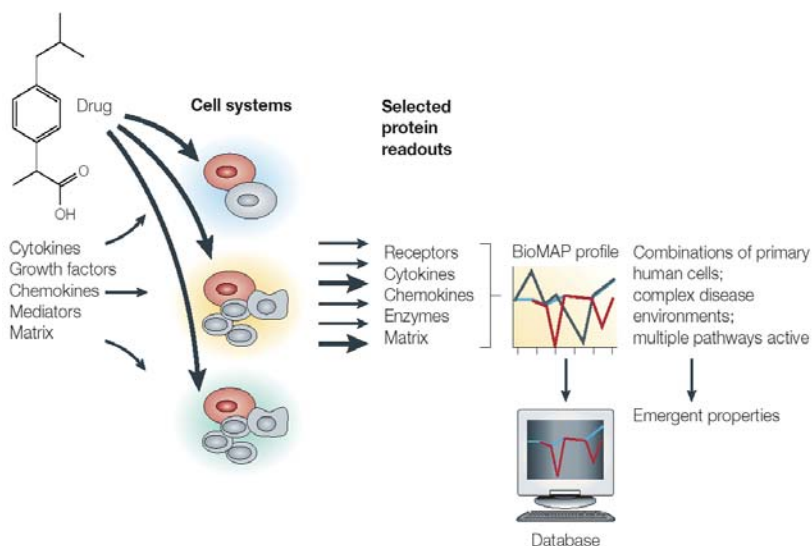 Drug
O
OH
Cell systems
Selected
protein
readouts
Cytokines
Growth factors
Chemokines
Mediators
Matrix
Receptors
Cytokines
Chemokines
Enzymes
Matrix
BioMAP profile
Combinations of primary
human cells;
complex disease
environments;
multiple pathways active
Emergent properties
Database